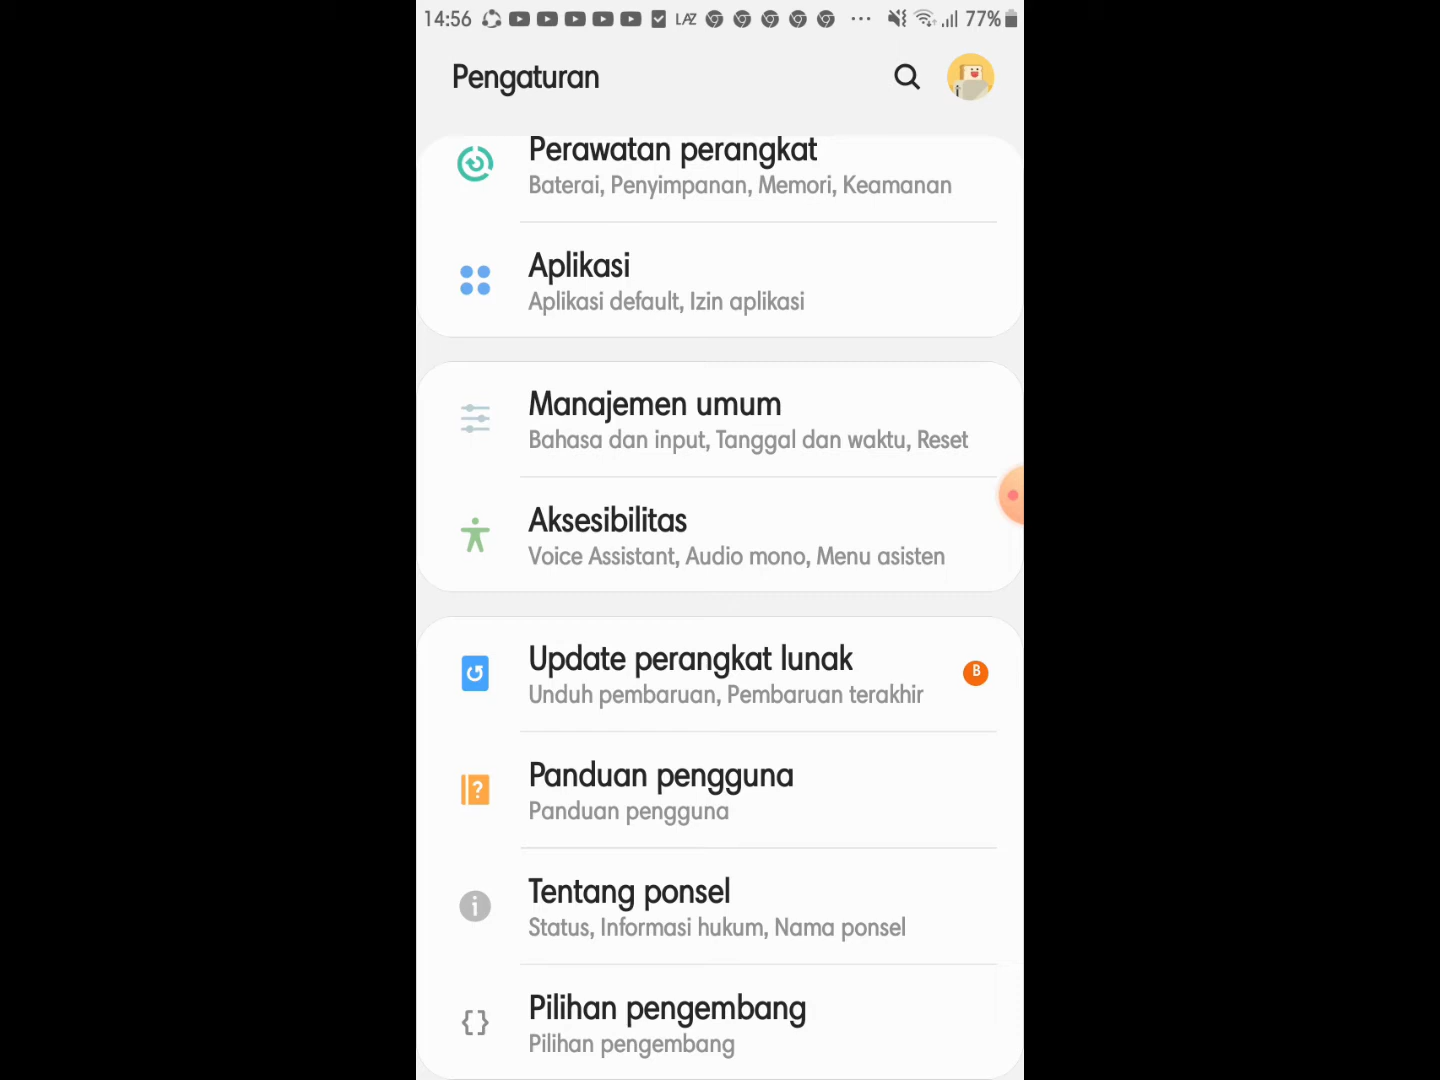 14:56 LAZ 77%
Pengaturan
Perawatan perangkat
Baterai, Penyimpanan, Memori, Keamanan
Aplikasi
Aplikasi default, Izin aplikasi
Manajemen umum
Bahasa dan input, Tanggal dan waktu, Reset
Aksesibilitas
Voice Assistant, Audio mono, Menu asisten
Update perangkat lunak
B
Unduh pembaruan, Pembaruan terakhir
Panduan pengguna
Panduan pengguna
Tentang ponsel
Status, Informasi hukum, Nama ponsel
Pilihan pengembang
Pilihan pengembang